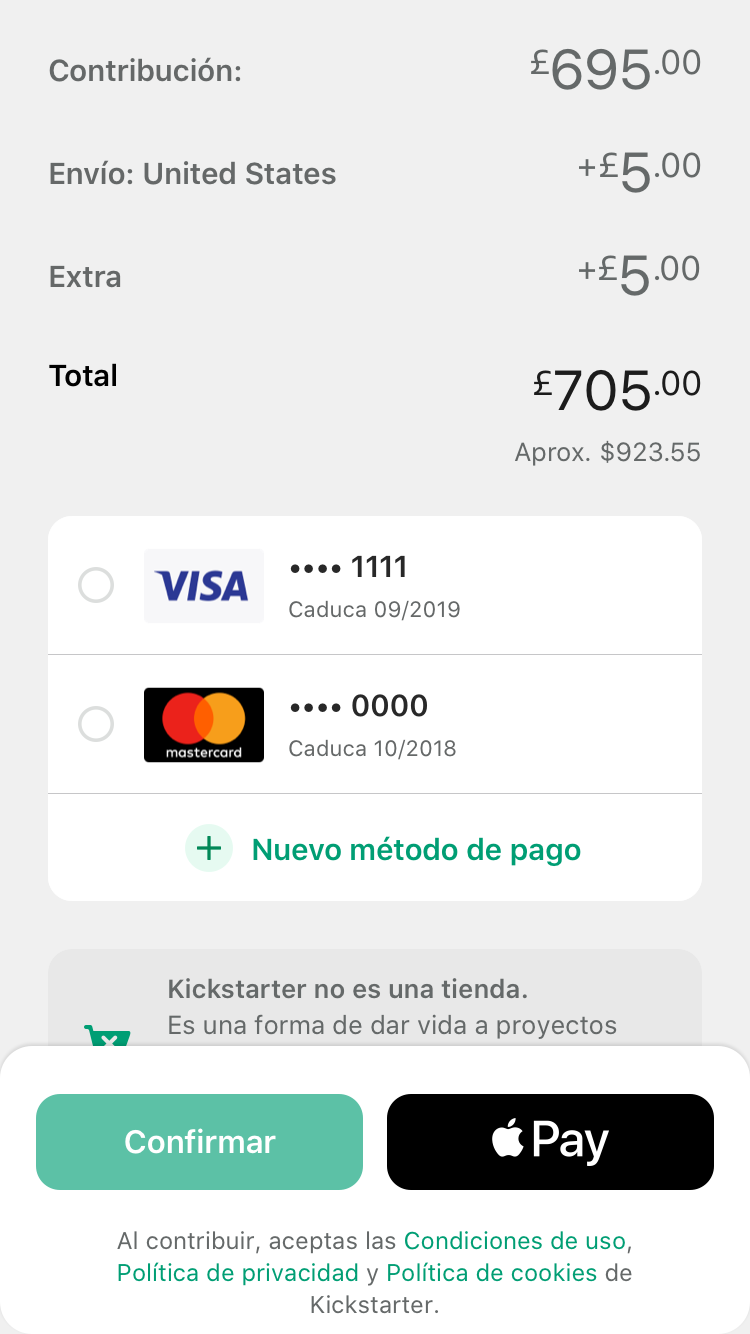 Contribución: £695.00
Envío: United States +£5.00
Extra +£5.00
Total £705.00
Aprox. $923.55
VISA •••• 1111
Caduca 09/2019
•••• 0000
mastercard Caduca 10/2018
+ Nuevo método de pago
Kickstarter no es una tienda.
Es una forma de dar vida a proyectos
Confirmar Pay
Al contribuir, aceptas las Condiciones de uso,
Política de privacidad y Política de cookies de
Kickstarter.